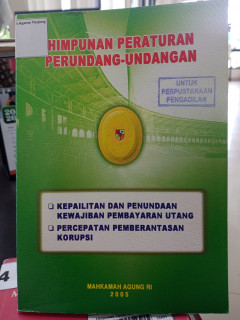 HIMPUNAN PERATURAN
PERUNDANG-UNDANGAN
UNTUK
PERPUSTAKAAN
PENGADILAN
❑ KEPAILITAN DAN PENUNDAAN
KEWAJIBAN PEMBAYARAN UTANG
❑ PERCEPATAN PEMBERANTASAN
KORUPSI
MAHKAMAH AGUNG RI
2005
4